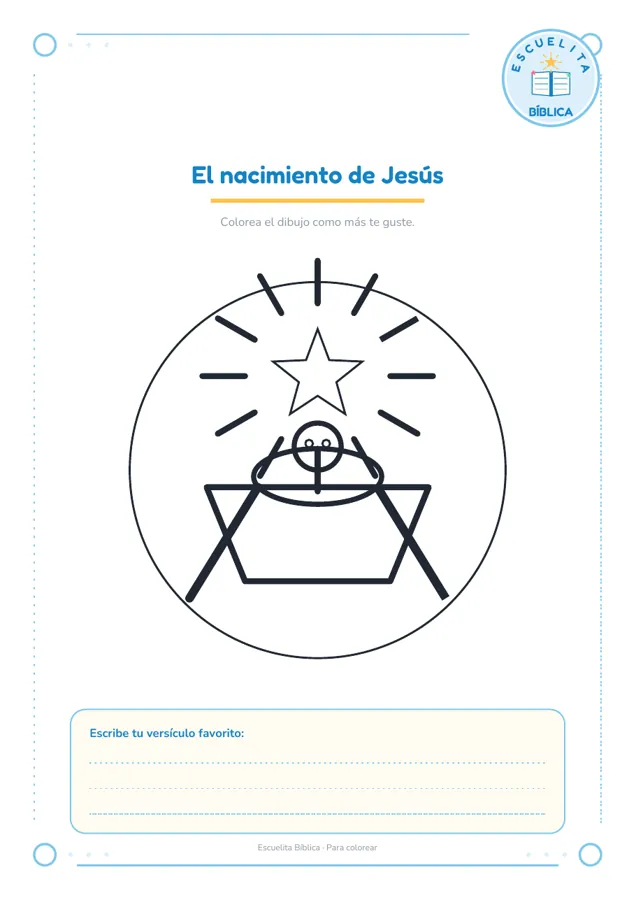 ESCUELITA
BÍBLICA
El nacimiento de Jesús
Colorea el dibujo como más te guste.
Escribe tu versículo favorito:
Escuelita Bíblica · Para colorear